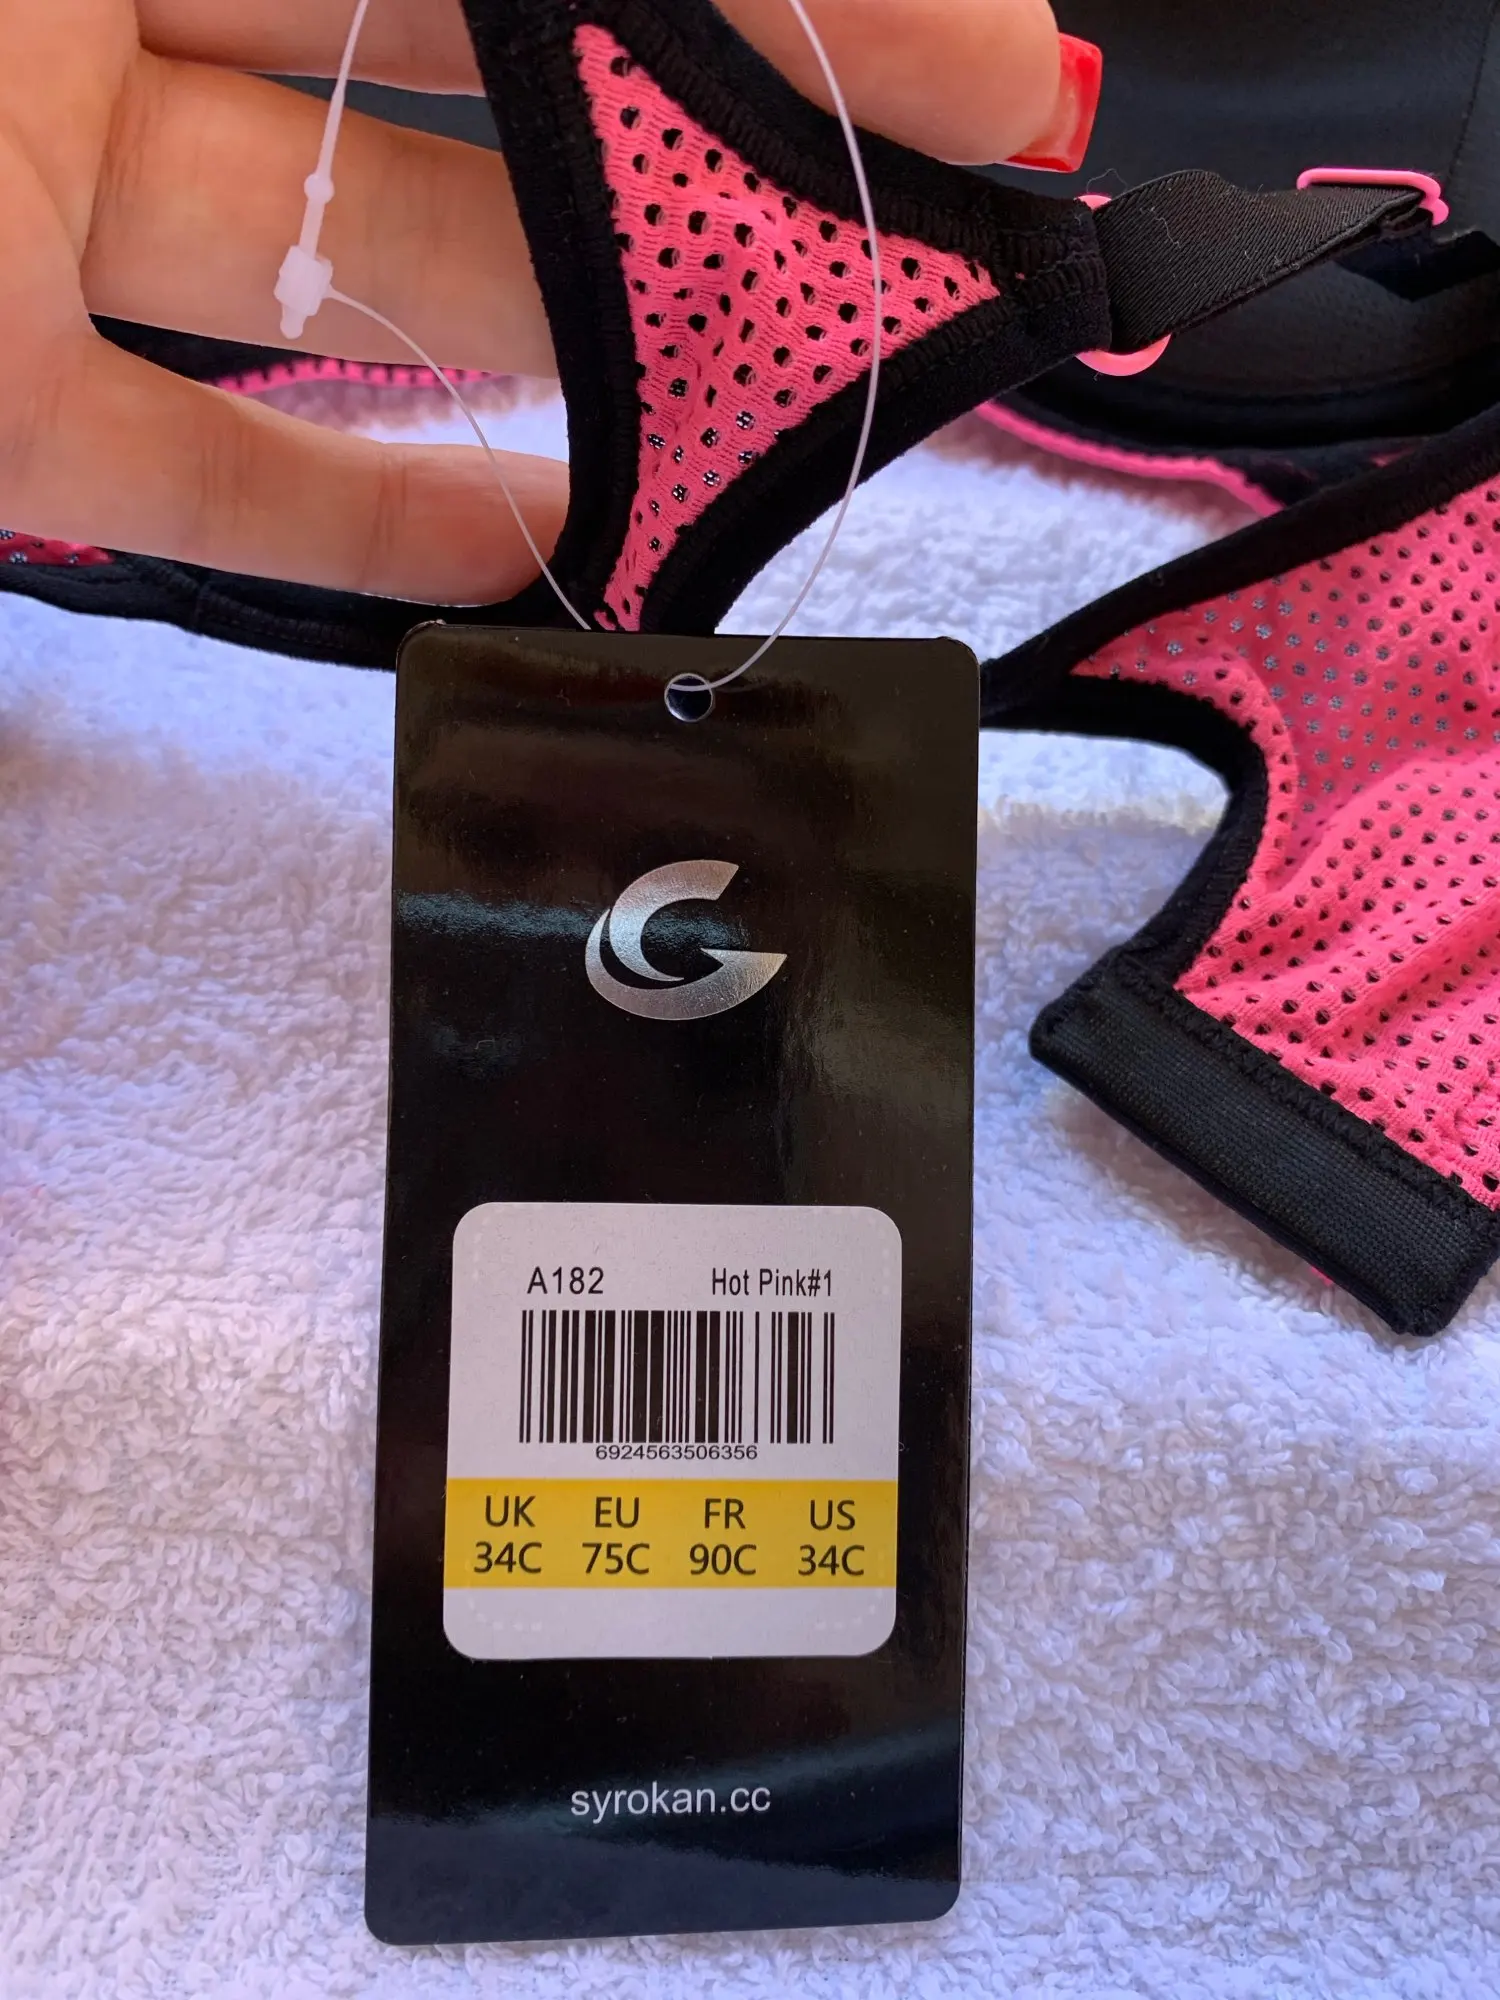 A182 Hot Pink#1
6924563506356
UK EU FR US
34C 75C 90C 34C
syrokan.cc